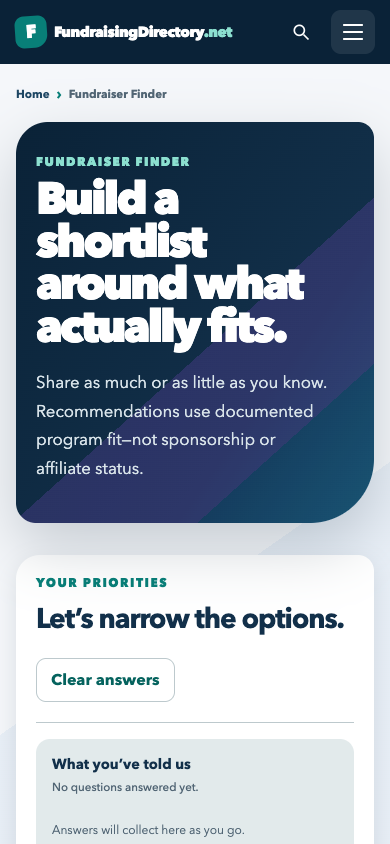 F FundraisingDirectory.net
Home › Fundraiser Finder
FUNDRAISER FINDER
Build a
shortlist
around what
actually fits.
Share as much or as little as you know.
Recommendations use documented
program fit—not sponsorship or
affiliate status.
YOUR PRIORITIES
Let’s narrow the options.
Clear answers
What you’ve told us
No questions answered yet.
Answers will collect here as you go.